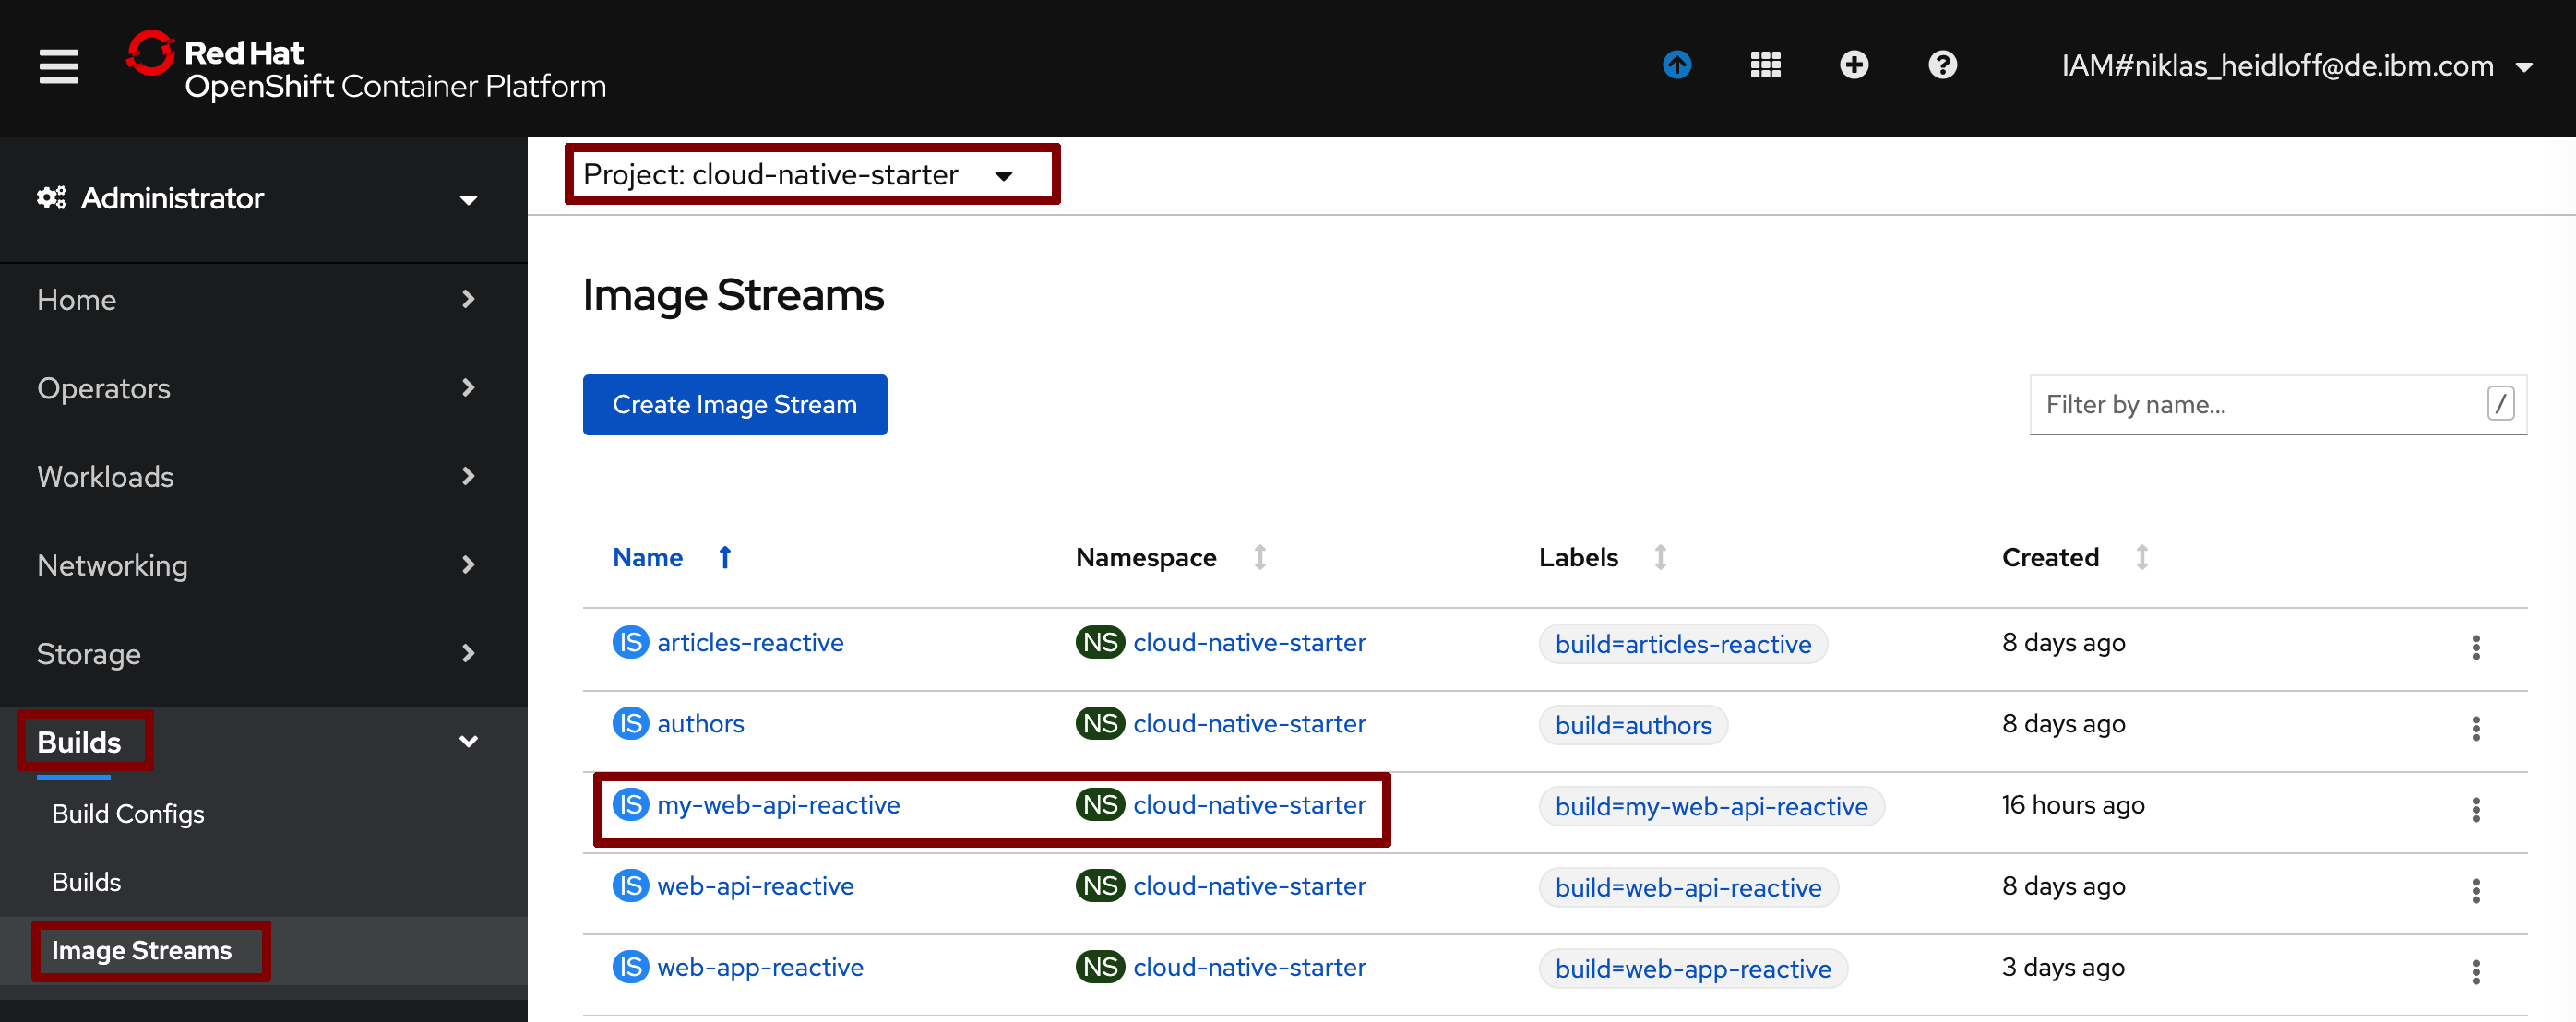 Red Hat
OpenShift Container Platform
IAM#niklas_heidloff@de.ibm.com
Administrator
Home
Operators
Workloads
Networking
Storage
Builds
Build Configs
Builds
Image Streams
Project: cloud-native-starter
Image Streams
Create Image Stream
Filter by name...
/
Name Namespace Labels Created
IS articles-reactive NS cloud-native-starter build=articles-reactive 8 days ago
IS authors NS cloud-native-starter build=authors 8 days ago
IS my-web-api-reactive NS cloud-native-starter build=my-web-api-reactive 16 hours ago
IS web-api-reactive NS cloud-native-starter build=web-api-reactive 8 days ago
IS web-app-reactive NS cloud-native-starter build=web-app-reactive 3 days ago